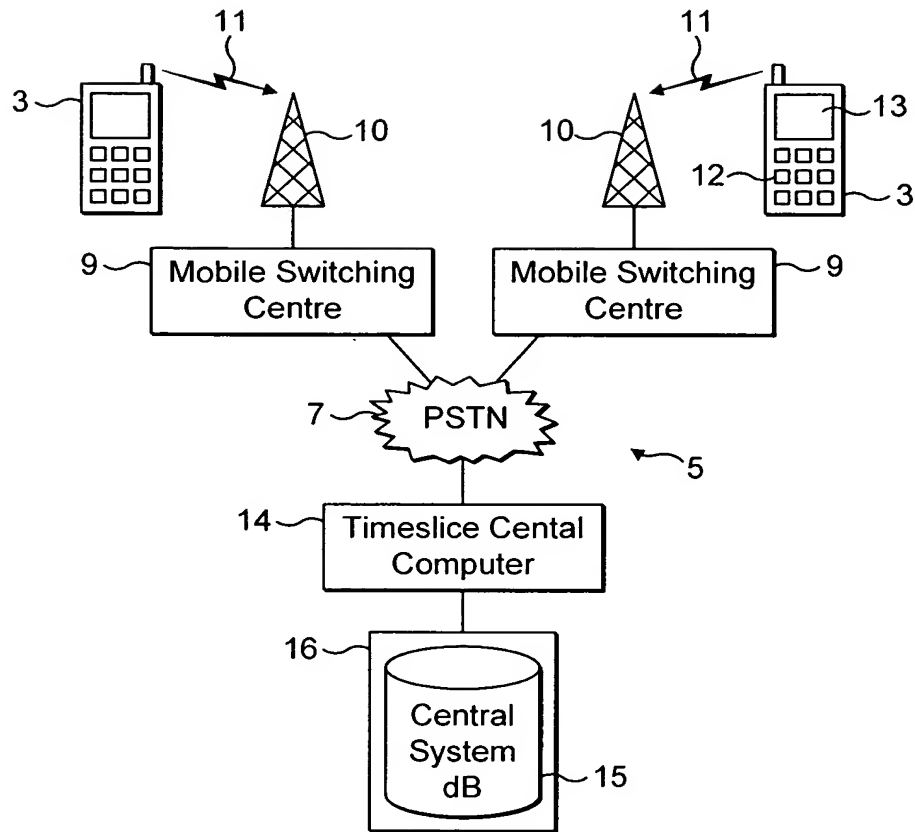 11
11
3
10
10
13
12
3
9
Mobile Switching
Centre
Mobile Switching
Centre
9
7
PSTN
5
14
Timeslice Cental
Computer
16
Central
System
dB
15